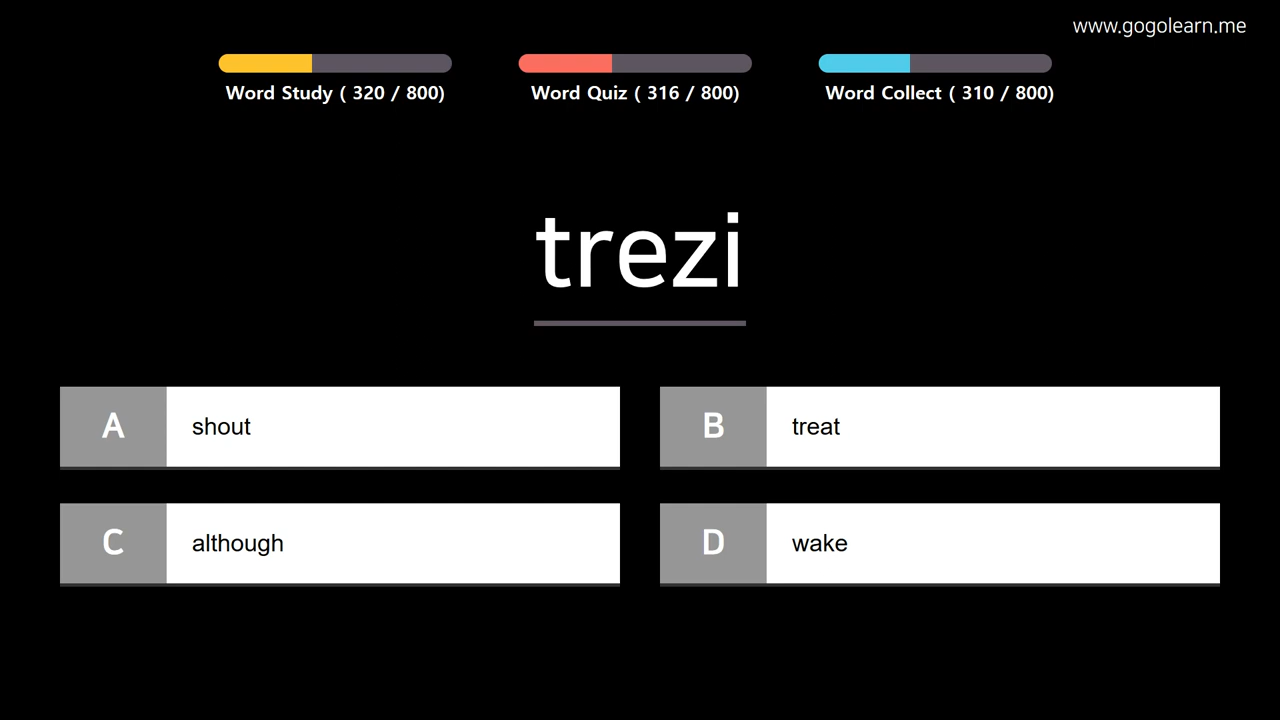 www.gogolearn.me
Word Study ( 320 / 800)
Word Quiz ( 316 / 800)
Word Collect ( 310 / 800)
trezi
A shout
B treat
C although
D wake